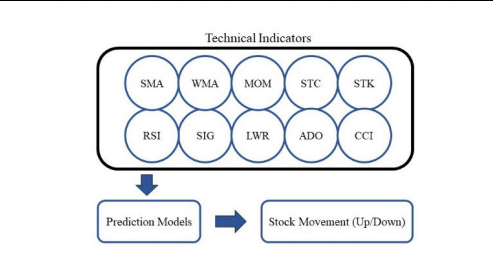 Technical Indicators
SMA WMA MOM STC STK
RSI SIG LWR ADO CCI
Prediction Models
Stock Movement (Up/Down)